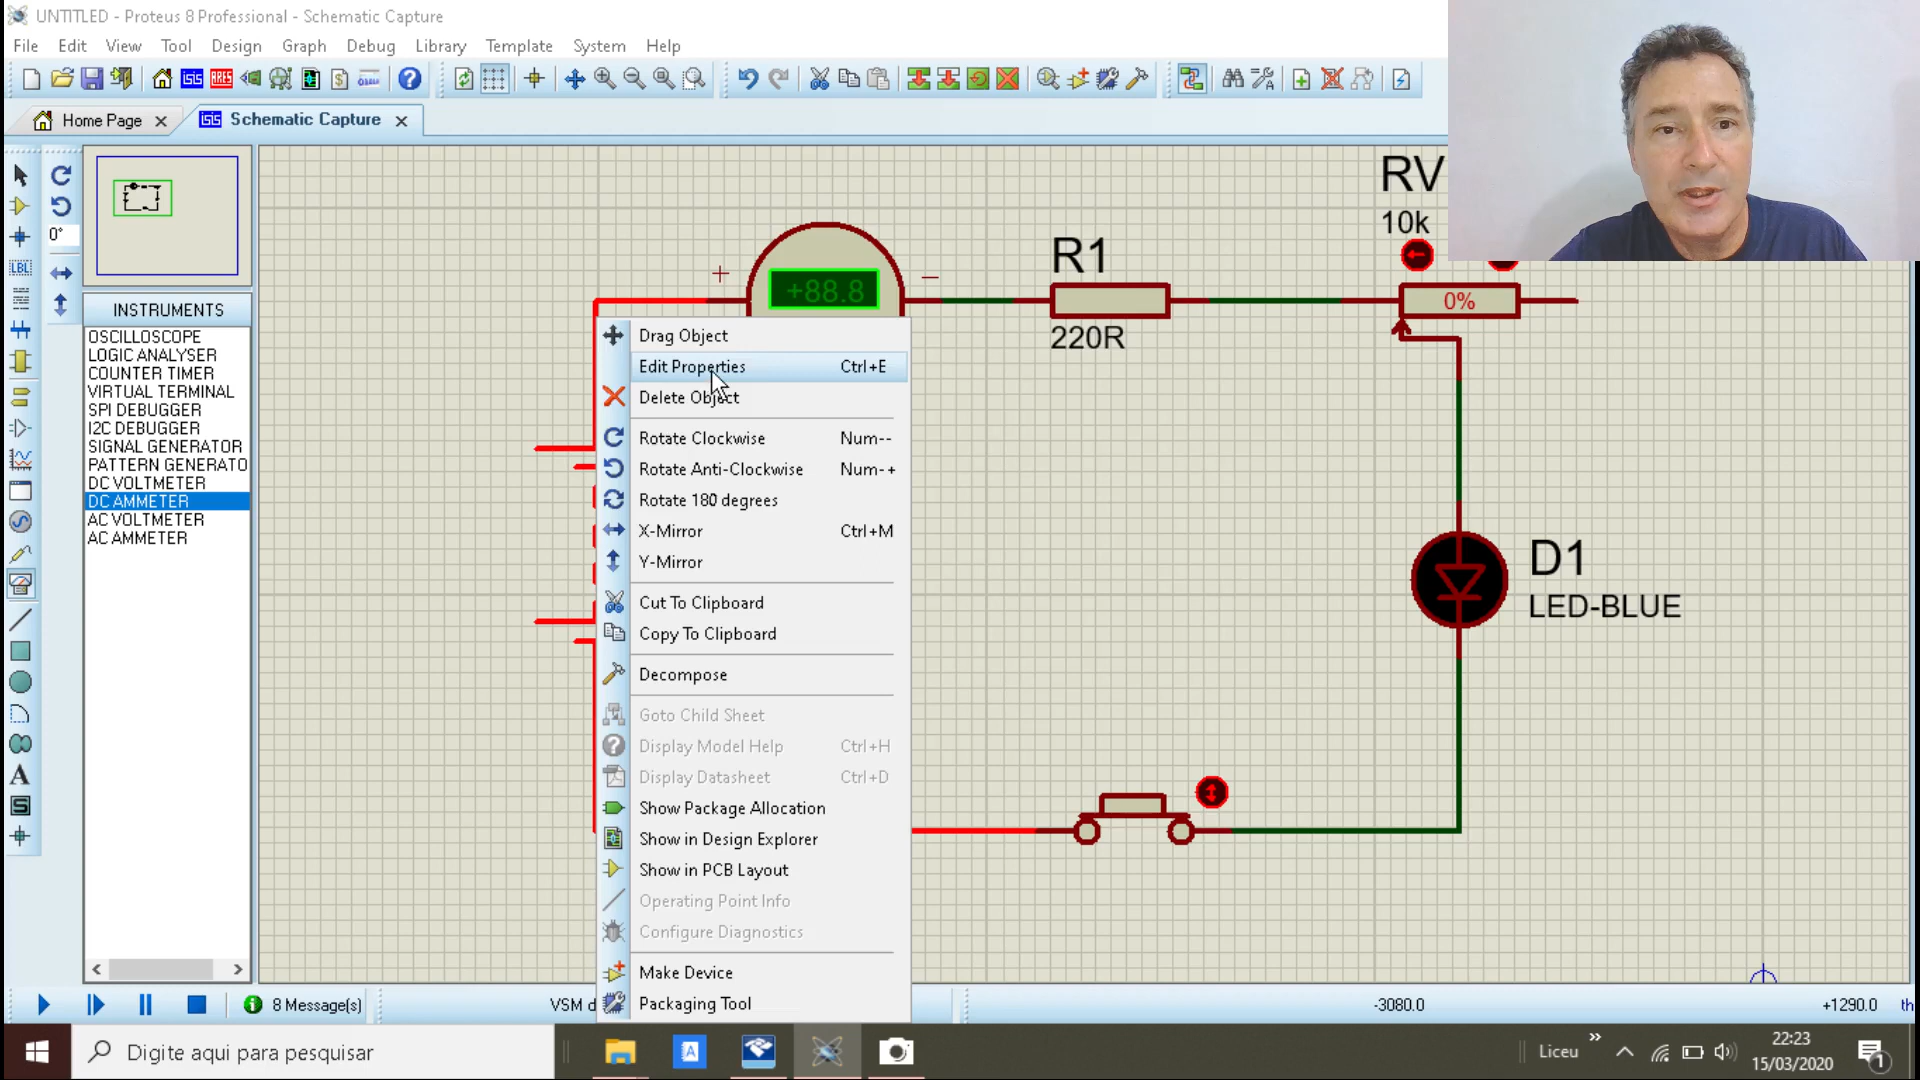 UNTITLED - Proteus 8 Professional - Schematic Capture
File Edit View Tool Design Graph Debug Library Template System Help
Home Page
Schematic Capture
0°
LBL
INSTRUMENTS
OSCILLOSCOPE
LOGIC ANALYSER
COUNTER TIMER
VIRTUAL TERMINAL
SPI DEBUGGER
I2C DEBUGGER
SIGNAL GENERATOR
PATTERN GENERATO
DC VOLTMETER
DC AMMETER
AC VOLTMETER
AC AMMETER
+88.8
R1
220R
RV
10k
0%
D1
LED-BLUE
Drag Object
Edit Properties Ctrl+E
Delete Object
Rotate Clockwise Num--
Rotate Anti-Clockwise Num-+
Rotate 180 degrees
X-Mirror Ctrl+M
Y-Mirror
Cut To Clipboard
Copy To Clipboard
Decompose
Goto Child Sheet
Display Model Help Ctrl+H
Display Datasheet Ctrl+D
Show Package Allocation
Show in Design Explorer
Show in PCB Layout
Operating Point Info
Configure Diagnostics
Make Device
Packaging Tool
8 Message(s)
VSM d
-3080.0
+1290.0
th
Digite aqui para pesquisar
Liceu
22:23
15/03/2020
1